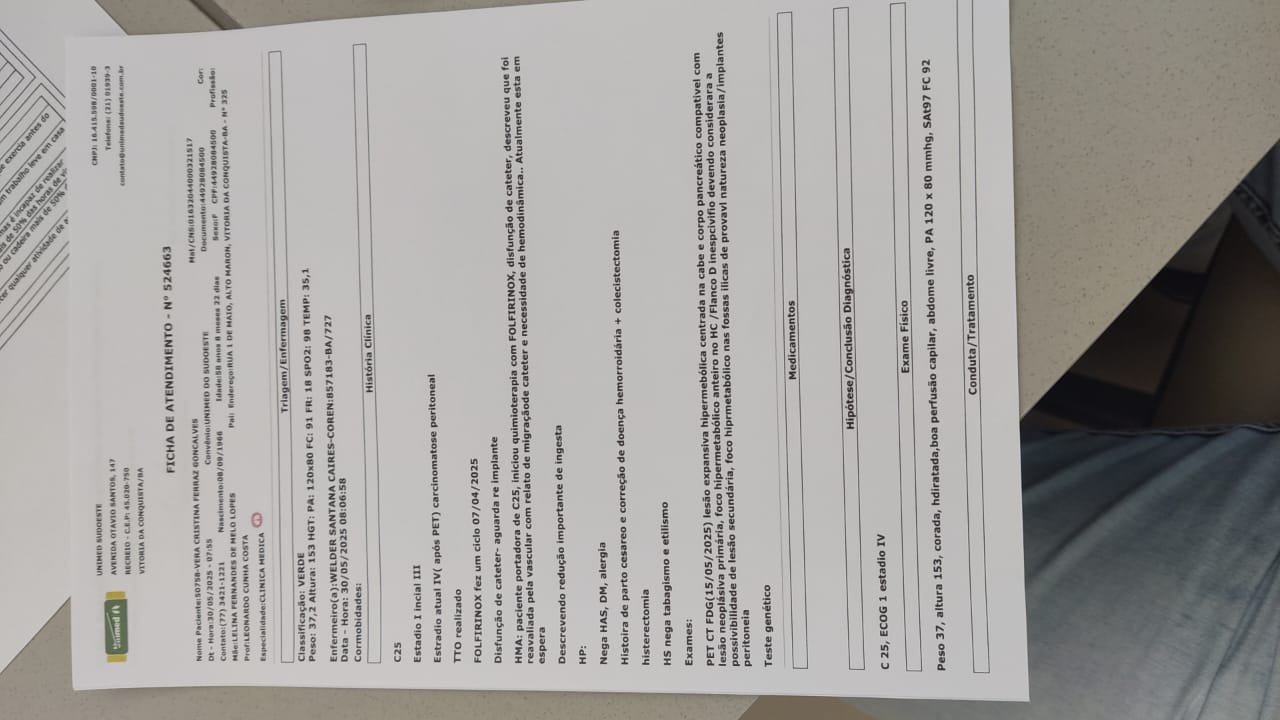 Unimed
UNIMED SUDOESTE
AVENIDA OTAVIO SANTOS, 147
RECREIO - C.E.P: 45.020-750
VITORIA DA CONQUISTA/BA
CNPJ: 16.415.598/0001-10
Telefone: (21) 01939-3
contato@unimedsudoeste.com.br
FICHA DE ATENDIMENTO - Nº 524663
Nome Paciente:50758-VERA CRISTINA FERRAZ GONCALVES Mat/CNS:01632044000321517
Dt - Hora:30/05/2025 - 07:55 Convênio:UNIMED DO SUDOESTE Documento:44928084500 Cor:
Contato:(77) 3421-1221 Nascimento:08/09/1966 Idade:58 anos 8 meses 22 dias Sexo:F CPF:44928084500 Profissão:
Mãe:LELINA FERNANDES DE MELO LOPES Pai: Endereço:RUA 1 DE MAIO, ALTO MARON, VITORIA DA CONQUISTA-BA - Nº 325
Prof:LEONARDO CUNHA COSTA
Especialidade:CLINICA MEDICA
Triagem/Enfermagem
Classificação: VERDE
Peso: 37,2 Altura: 153 HGT: PA: 120x80 FC: 91 FR: 18 SPO2: 98 TEMP: 35,1
Enfermeiro(a):WELDER SANTANA CAIRES-COREN:857183-BA/727
Data - Hora: 30/05/2025 08:06:58
Cormobidades:
História Clínica
C25
Estadio I incial III
Estradio atual IV( após PET) carcinomatose peritoneal
TTO realizado
FOLFIRINOX fez um ciclo 07/04/2025
Disfunção de cateter- aguarda re implante
HMA: paciente portadora de C25, iniciou quimioterapia com FOLFIRINOX, disfunção de cateter, descreveu que foi
reavaliada pela vascular com relato de migraçãode cateter e necessidade de hemodinâmica.. Atualmente esta em
espera
Descrevendo redução importante de ingesta
HP:
Nega HAS, DM, alergia
Histoira de parto cesareo e correção de doença hemorroidária + colecistectomia
histerectomia
HS nega tabagismo e etilismo
Exames:
PET CT FDG(15/05/2025) lesão expansiva hipermebólica centrada na cabe e corpo pancreático compativel com
lesão neoplásiva primária, foco hipermetabólico anteiro no HC /Flanco D inespcivifio devendo considerara a
possivibilidade de lesão secundária, foco hiprmetabólico nas fossas ilicas de provavl natureza neoplasia/implantes
peritoneia
Teste genético
Medicamentos
Hipótese/Conclusão Diagnóstica
C 25, ECOG 1 estadio IV
Exame Físico
Peso 37, altura 153, corada, hdiratada,boa perfusão capilar, abdome livre, PA 120 x 80 mmhg, SAt97 FC 92
Conduta/Tratamento